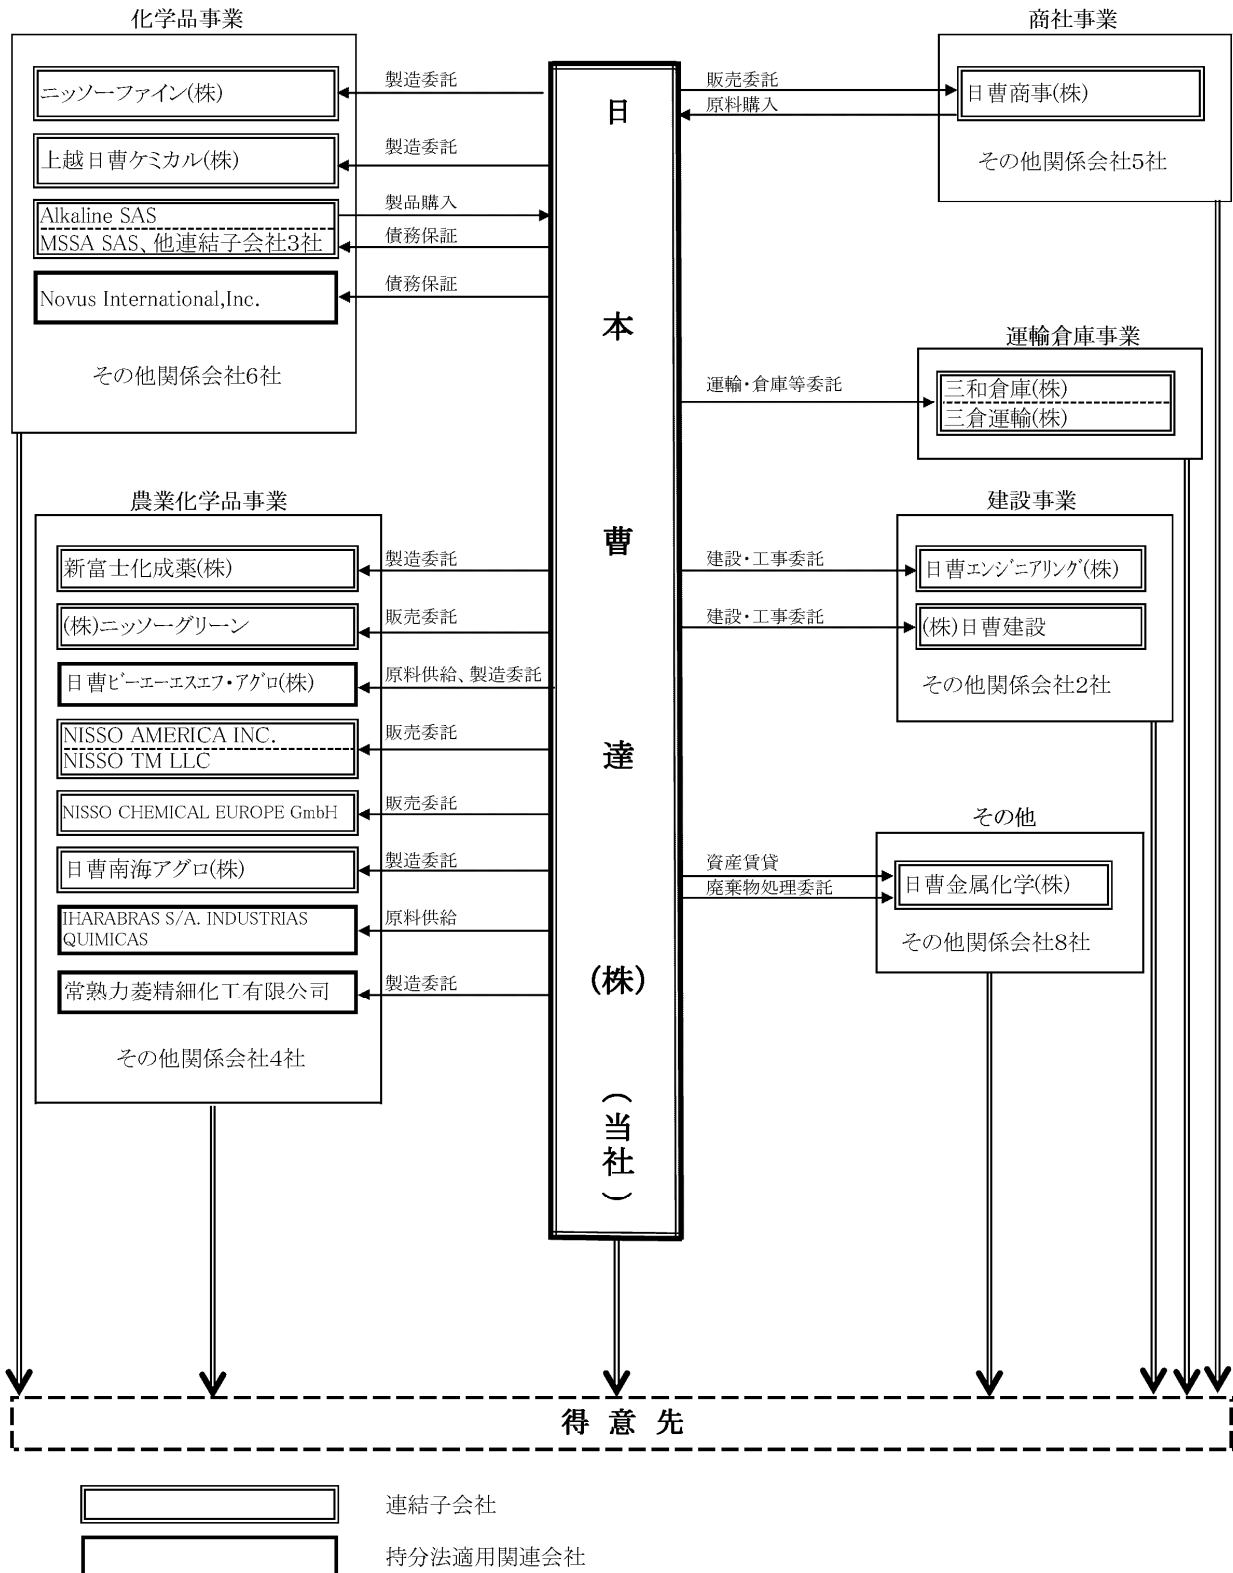 化学品事業
ニッソーファイン(株)
製造委託
上越日曹ケミカル(株)
製造委託
Alkaline SAS
MSSA SAS、他連結子会社3社
製品購入
債務保証
Novus International,Inc.
債務保証
その他関係会社6社
農業化学品事業
新富士化成薬(株)
製造委託
(株)ニッソーグリーン
販売委託
日曹ビーエーエスエフ・アグロ(株)
原料供給、製造委託
NISSO AMERICA INC.
NISSO TM LLC
販売委託
NISSO CHEMICAL EUROPE GmbH
販売委託
日曹南海アグロ(株)
製造委託
IHARABRAS S/A. INDUSTRIAS
QUIMICAS
原料供給
常熟力菱精細化工有限公司
製造委託
その他関係会社4社
日本曹達(株)(当社)
商社事業
販売委託
原料購入
日曹商事(株)
その他関係会社5社
運輸倉庫事業
運輸・倉庫等委託
三和倉庫(株)
三倉運輸(株)
建設事業
建設・工事委託
日曹エンジニアリング(株)
建設・工事委託
(株)日曹建設
その他関係会社2社
その他
資産賃貸
廃棄物処理委託
日曹金属化学(株)
その他関係会社8社
得意先
連結子会社
持分法適用関連会社